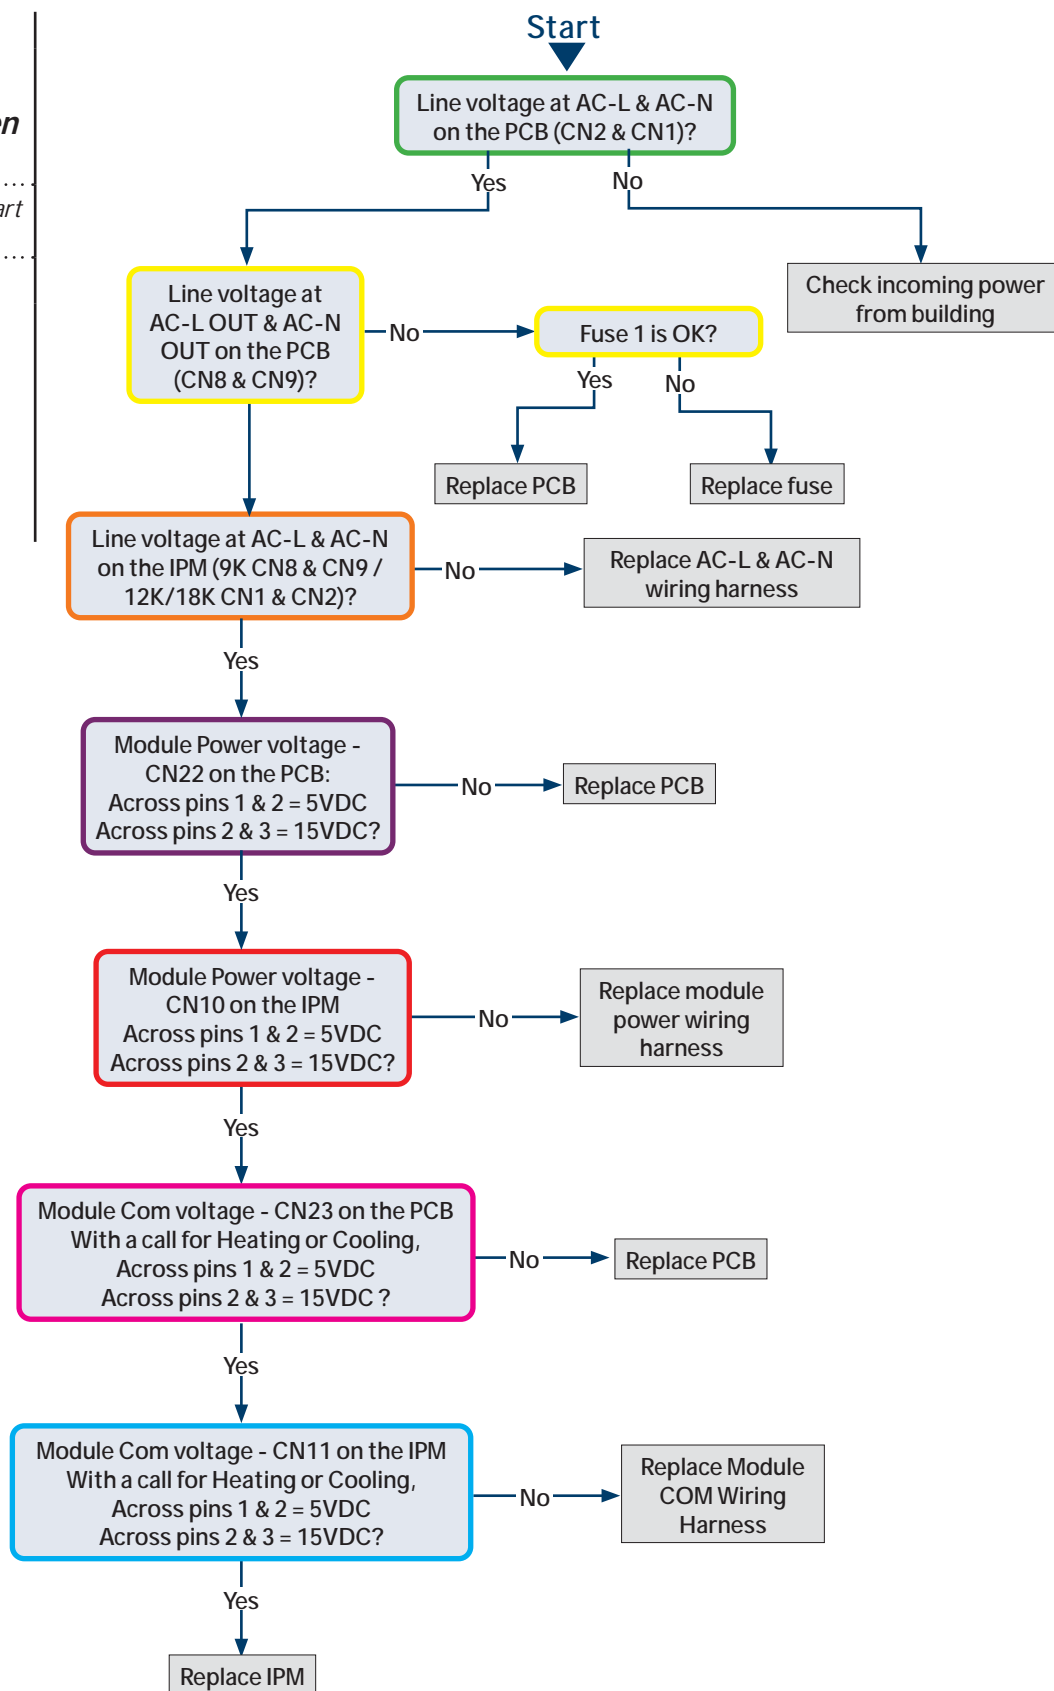 Start
Line voltage at AC-L & AC-N
on the PCB (CN2 & CN1)?
Yes
No
Check incoming power
from building
Line voltage at
AC-L OUT & AC-N
OUT on the PCB
(CN8 & CN9)?
No
Fuse 1 is OK?
Yes
No
Replace PCB
Replace fuse
Line voltage at AC-L & AC-N
on the IPM (9K CN8 & CN9 /
12K/18K CN1 & CN2)?
No
Replace AC-L & AC-N
wiring harness
Yes
Module Power voltage -
CN22 on the PCB:
Across pins 1 & 2 = 5VDC
Across pins 2 & 3 = 15VDC?
No
Replace PCB
Yes
Module Power voltage -
CN10 on the IPM
Across pins 1 & 2 = 5VDC
Across pins 2 & 3 = 15VDC?
No
Replace module
power wiring
harness
Yes
Module Com voltage - CN23 on the PCB
With a call for Heating or Cooling,
Across pins 1 & 2 = 5VDC
Across pins 2 & 3 = 15VDC ?
No
Replace PCB
Yes
Module Com voltage - CN11 on the IPM
With a call for Heating or Cooling,
Across pins 1 & 2 = 5VDC
Across pins 2 & 3 = 15VDC?
No
Replace Module
COM Wiring
Harness
Yes
Replace IPM